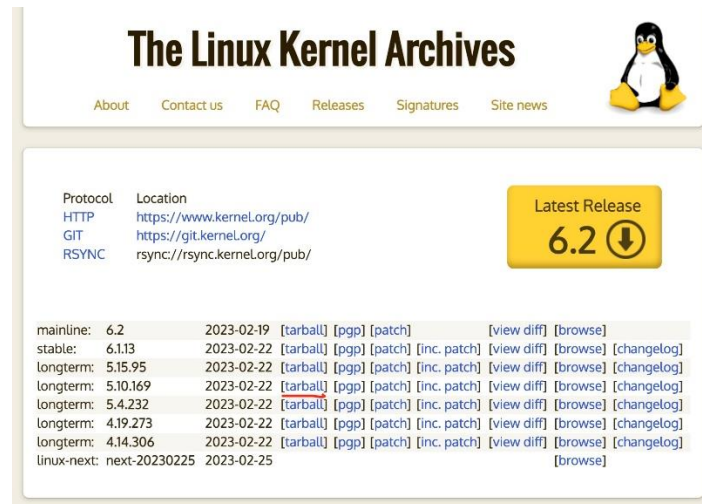 The Linux Kernel Archives
About Contact us FAQ Releases Signatures Site news
Protocol Location
HTTP https://www.kernel.org/pub/
GIT https://git.kernel.org/
RSYNC rsync://rsync.kernel.org/pub/
Latest Release
6.2
mainline: 6.2 2023-02-19 [tarball] [pgp] [patch] [view diff] [browse]
stable: 6.1.13 2023-02-22 [tarball] [pgp] [patch] [inc. patch] [view diff] [browse] [changelog]
longterm: 5.15.95 2023-02-22 [tarball] [pgp] [patch] [inc. patch] [view diff] [browse] [changelog]
longterm: 5.10.169 2023-02-22 [tarball] [pgp] [patch] [inc. patch] [view diff] [browse] [changelog]
longterm: 5.4.232 2023-02-22 [tarball] [pgp] [patch] [inc. patch] [view diff] [browse] [changelog]
longterm: 4.19.273 2023-02-22 [tarball] [pgp] [patch] [inc. patch] [view diff] [browse] [changelog]
longterm: 4.14.306 2023-02-22 [tarball] [pgp] [patch] [inc. patch] [view diff] [browse] [changelog]
linux-next: next-20230225 2023-02-25 [browse]